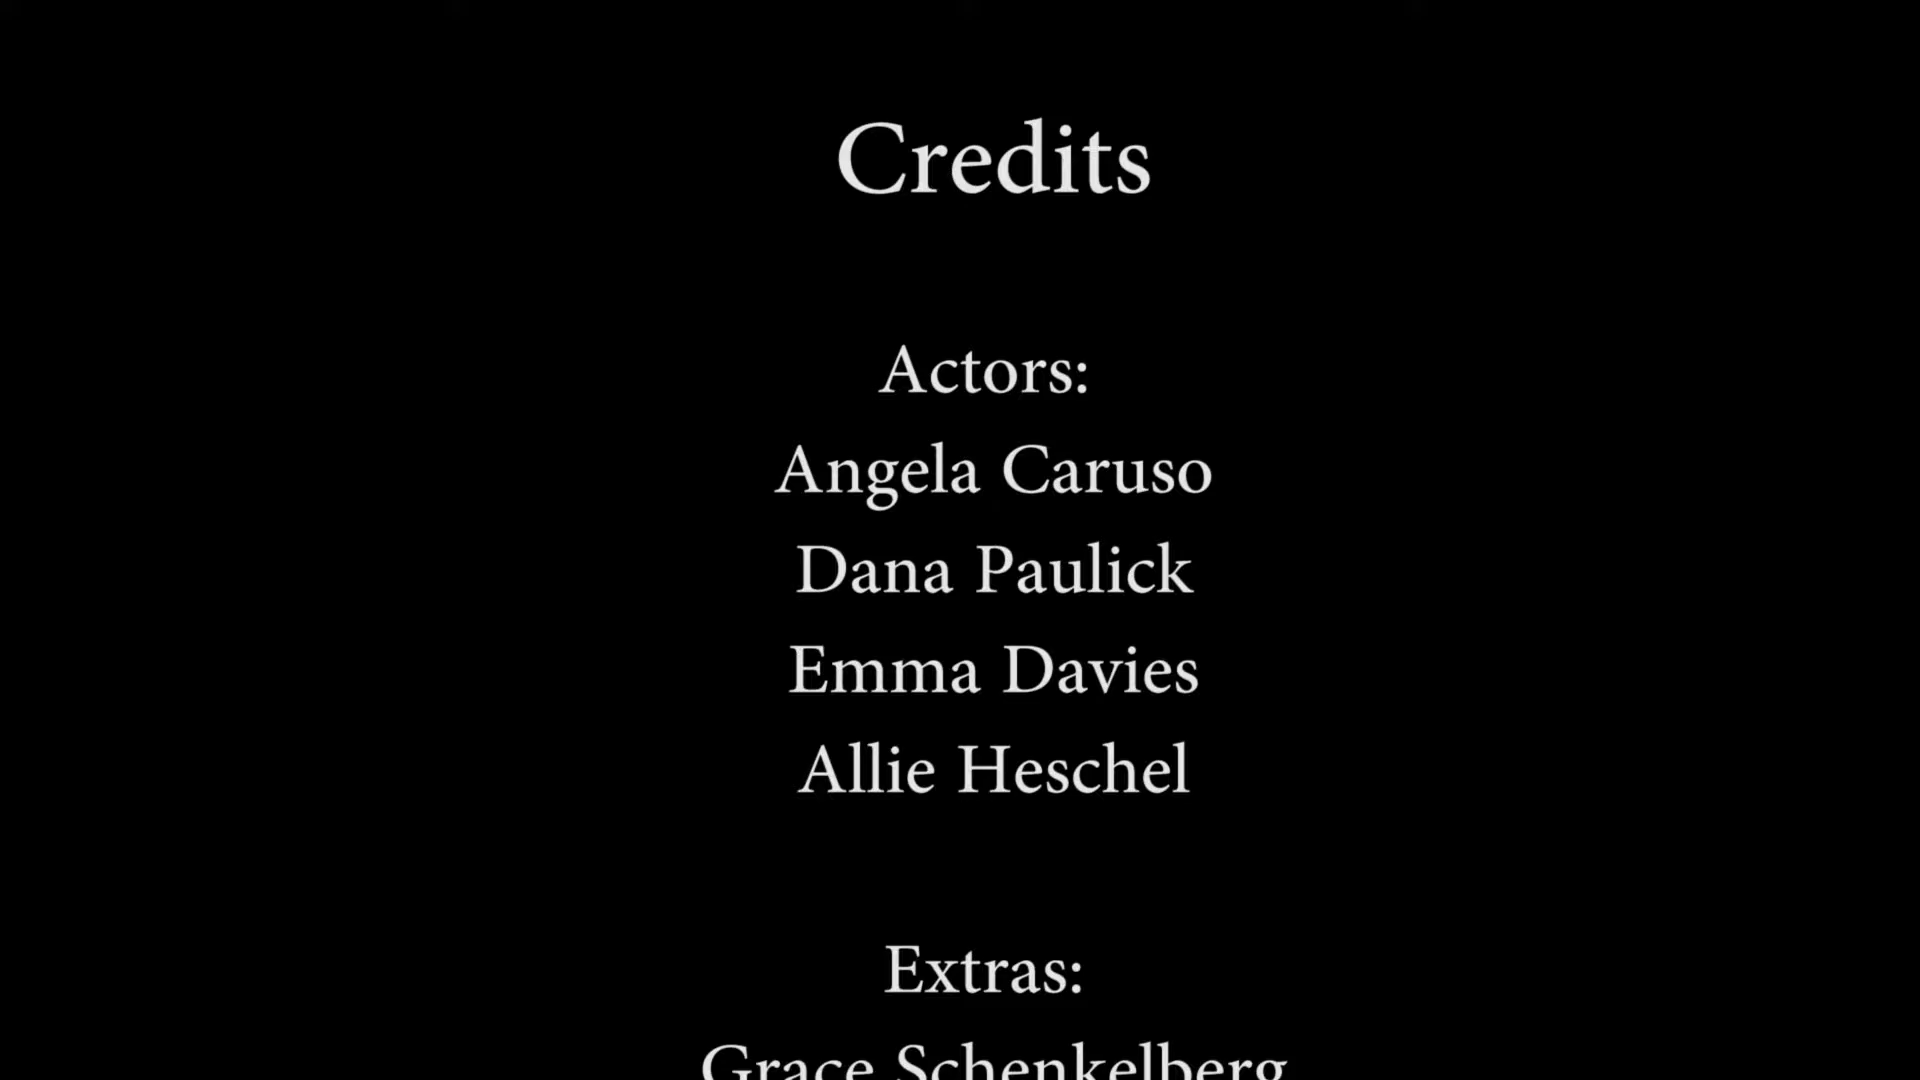 Credits
Actors:
Angela Caruso
Dana Paulick
Emma Davies
Allie Heschel
Extras:
Grace Schenkelberg